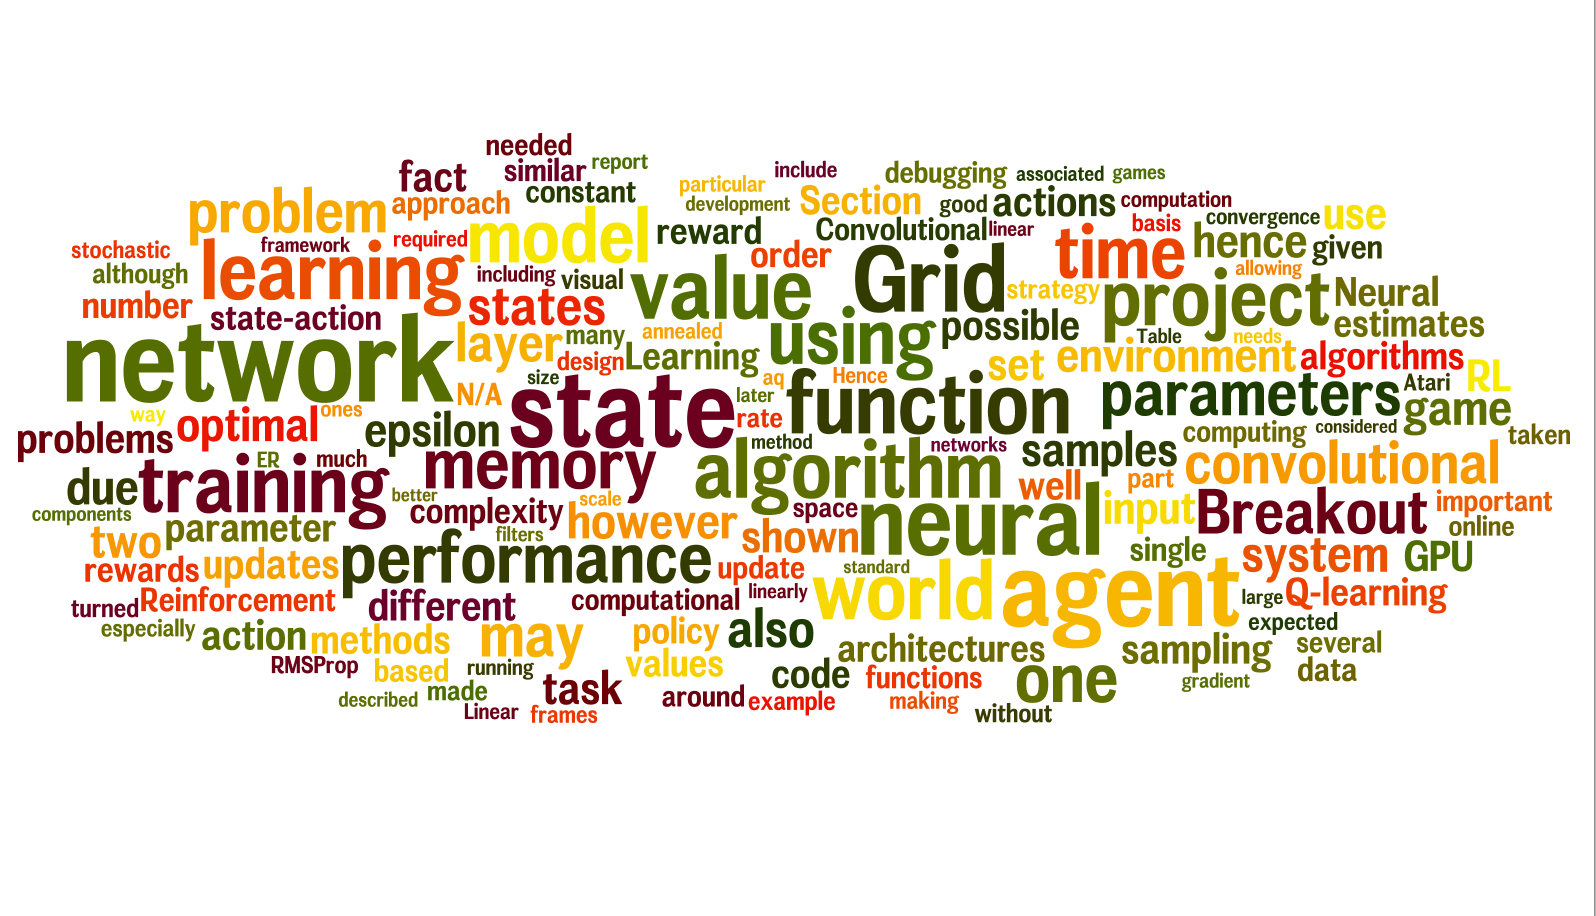 needed
fact similar report include debugging associated games
problem approach constant particular development Section good actions computation
stochastic framework required model reward Convolutional linear basis convergence use
although learning including visual order Grid time hence given
number state-action states value strategy allowing project Neural
network layer many annealed using possible Table needs estimates
design Learning set environment algorithms
way N/A size state aq Hence function parameters Atari RL
problems optimal ones epsilon later rate game
method networks samples computing considered taken
due training ER much memory algorithm well part convolutional
components better complexity scale space neural input Breakout important
two parameter filters however shown single online
rewards updates performance update standard world agent system GPU
turned Reinforcement different computational linearly large Q-learning
especially action methods may policy also expected
RMSProp based running values architectures sampling several
described made task around code functions one gradient data
Linear frames example making without